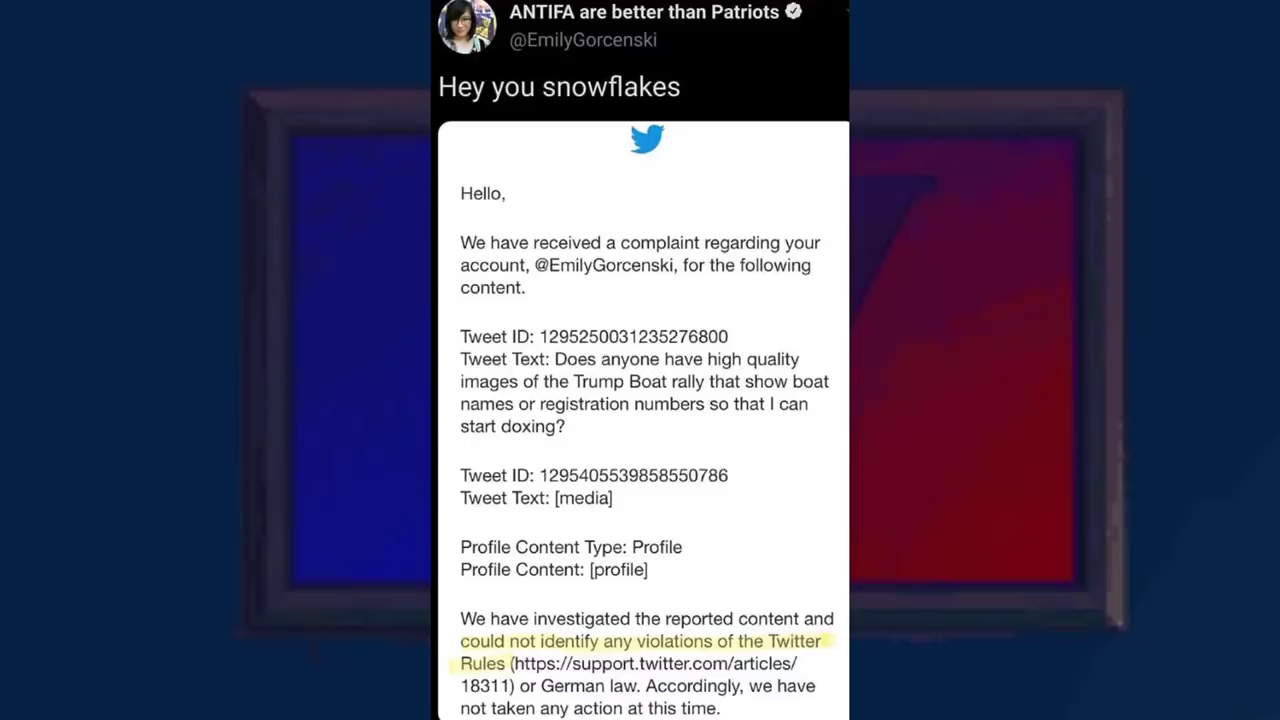 ANTIFA are better than Patriots
@EmilyGorcenski
Hey you snowflakes
Hello,
We have received a complaint regarding your
account, @EmilyGorcenski, for the following
content.
Tweet ID: 1295250031235276800
Tweet Text: Does anyone have high quality
images of the Trump Boat rally that show boat
names or registration numbers so that I can
start doxing?
Tweet ID: 1295405539858550786
Tweet Text: [media]
Profile Content Type: Profile
Profile Content: [profile]
We have investigated the reported content and
could not identify any violations of the Twitter
Rules (https://support.twitter.com/articles/
18311) or German law. Accordingly, we have
not taken any action at this time.